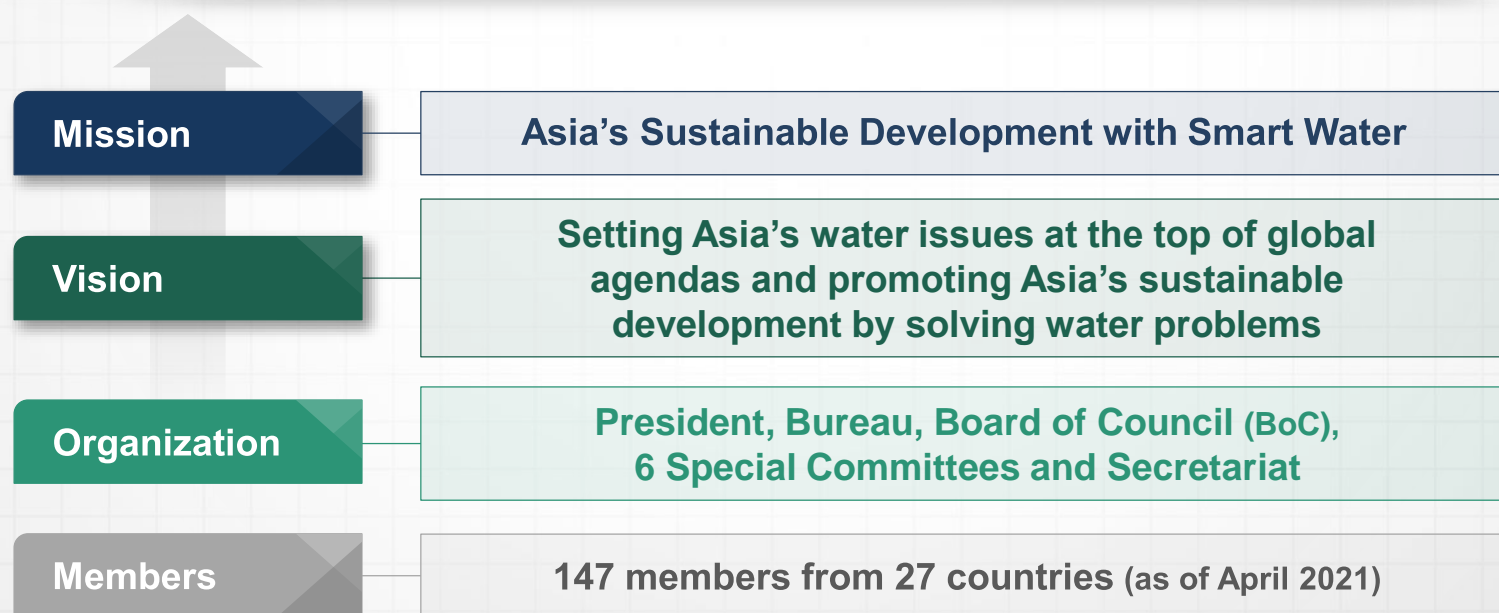 Mission
Asia’s Sustainable Development with Smart Water
Vision
Setting Asia’s water issues at the top of global
agendas and promoting Asia’s sustainable
development by solving water problems
Organization
President, Bureau, Board of Council (BoC),
6 Special Committees and Secretariat
Members
147 members from 27 countries (as of April 2021)